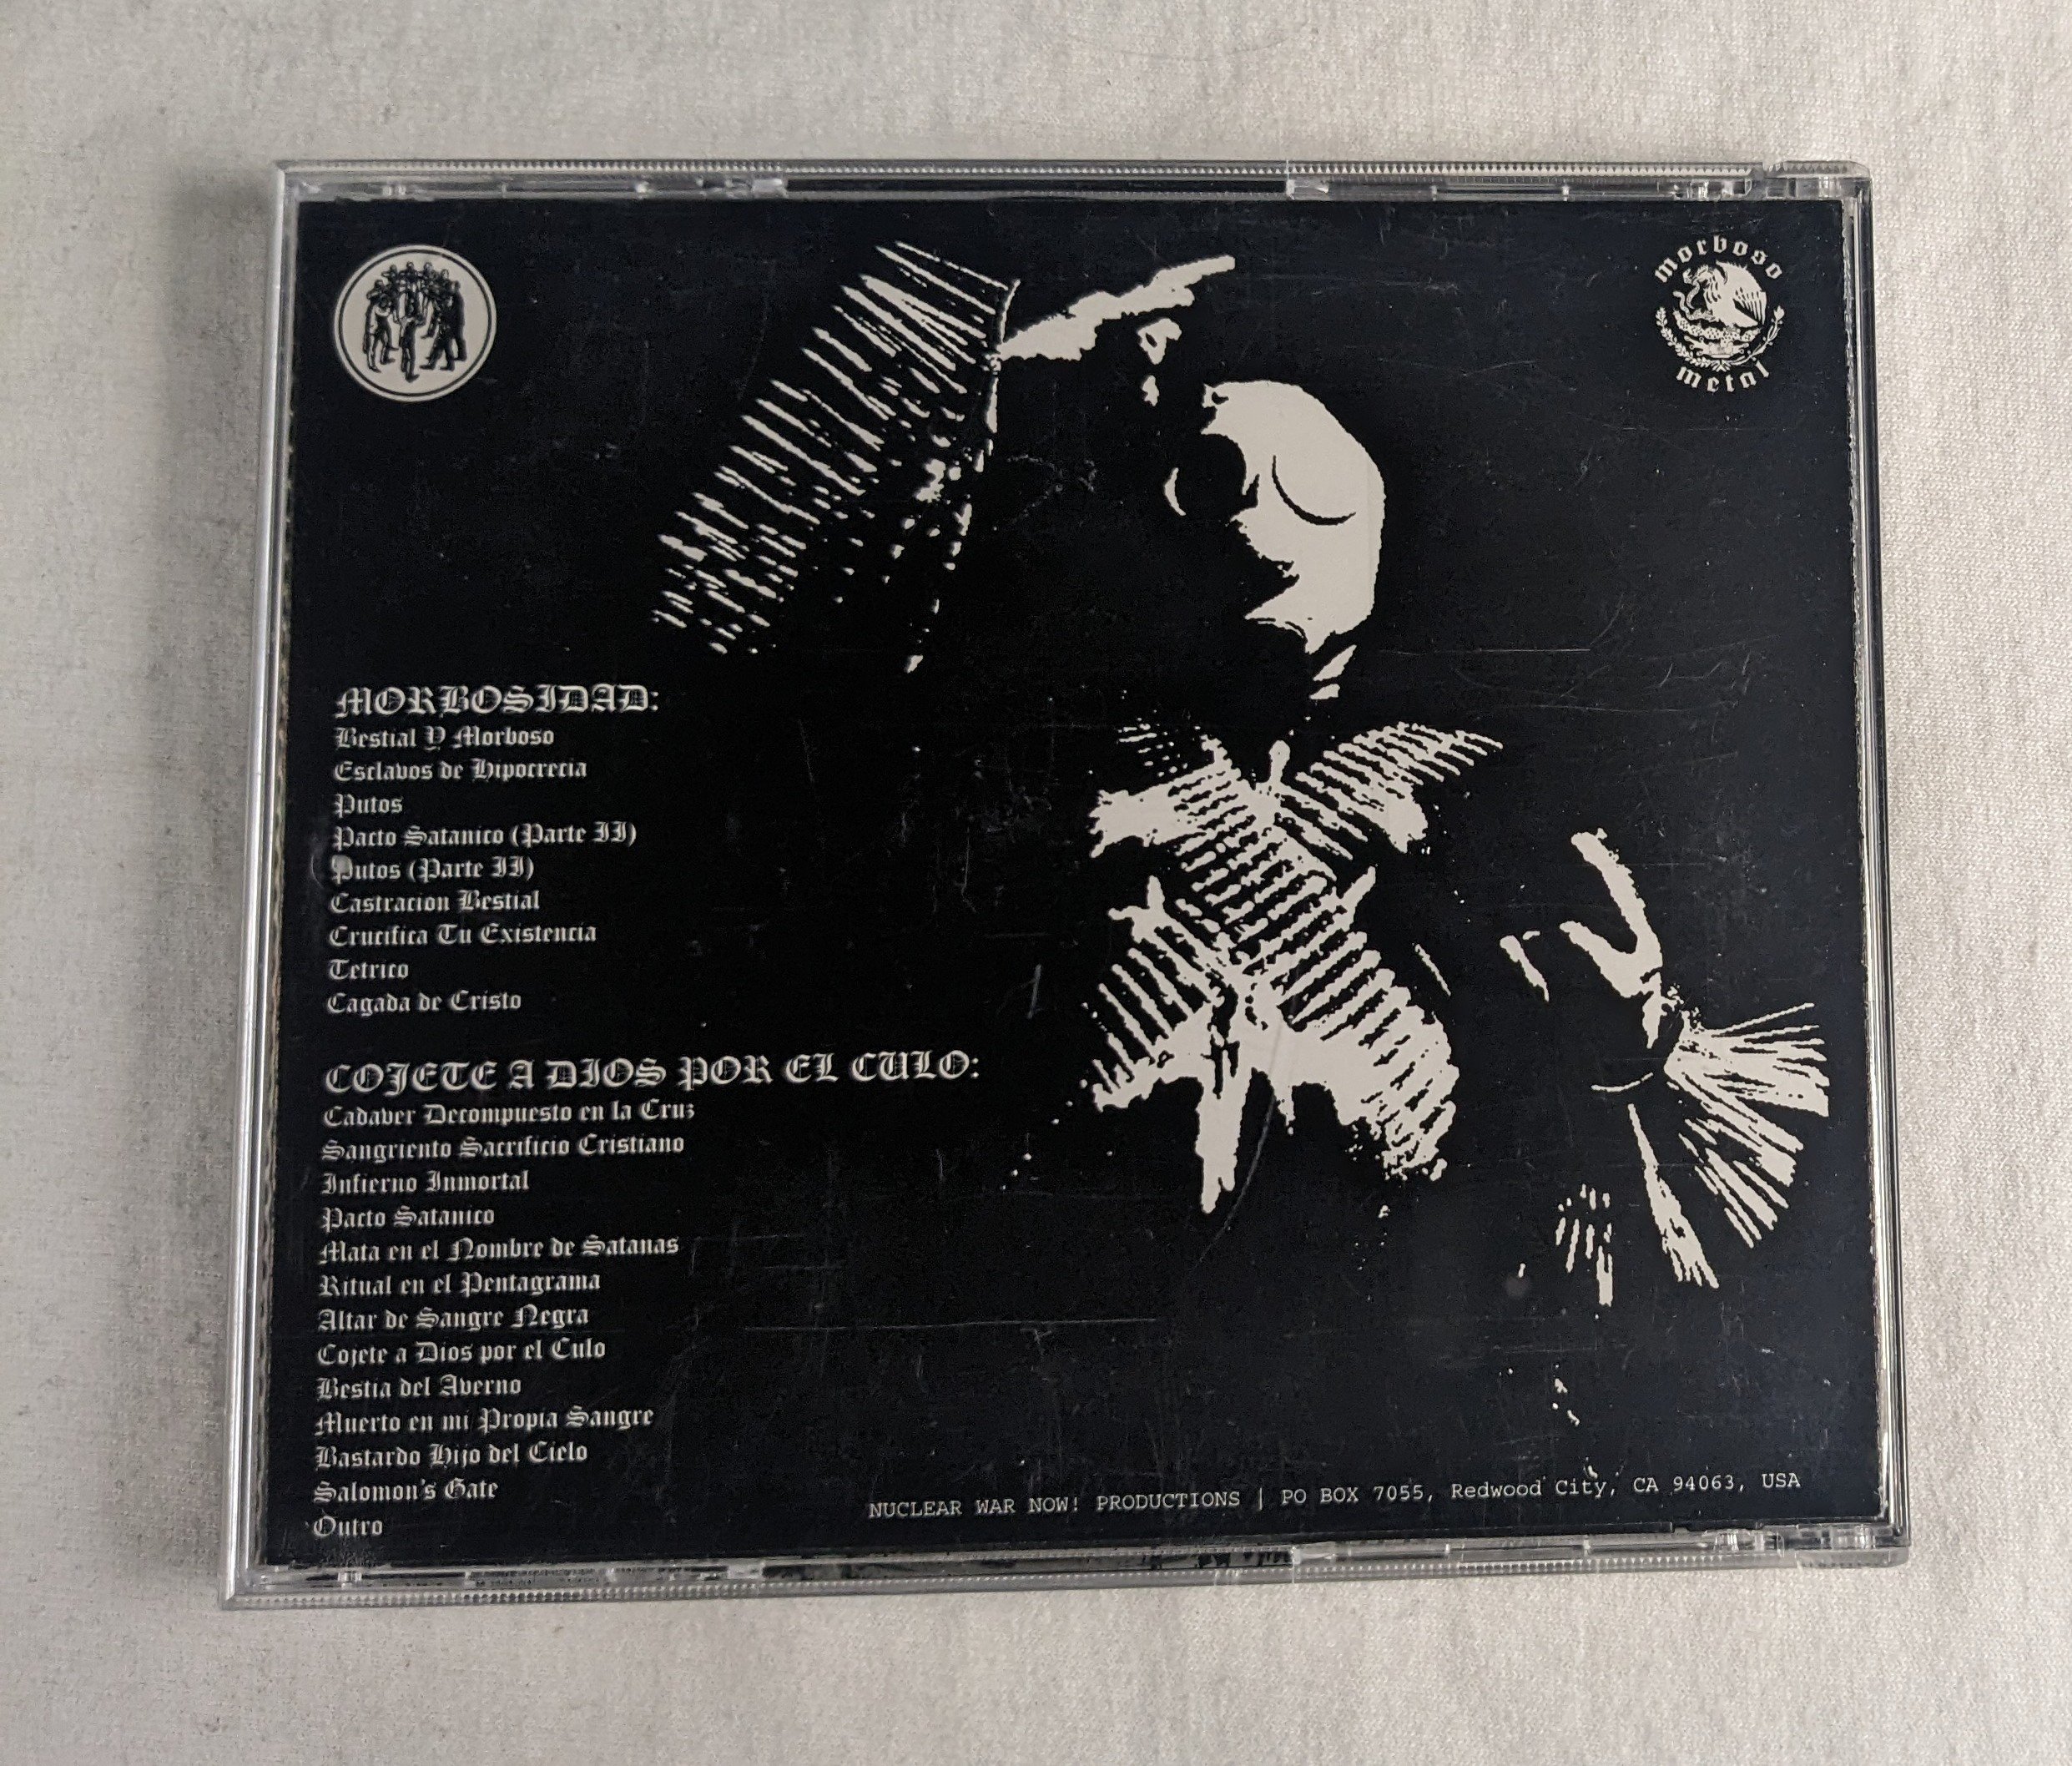 morboso
metal
MORBOSIDAD:
Bestial Y Morboso
Esclavos de Hipocrecia
Putos
Pacto Satanico (Parte II)
Putos (Parte II)
Castracion Bestial
Crucifica Tu Existencia
Tetrico
Cagada de Cristo
COJETE A DIOS POR EL CULO:
Cadaver Decompuesto en la Cruz
Sangriento Sacrificio Cristiano
Infierno Inmortal
Pacto Satanico
Mata en el Nombre de Satanas
Ritual en el Pentagrama
Altar de Sangre Negra
Cojete a Dios por el Culo
Bestia del Averno
Muerto en mi Propia Sangre
Bastardo Hijo del Cielo
Salomon's Gate
Outro
NUCLEAR WAR NOW! PRODUCTIONS | PO BOX 7055, Redwood City, CA 94063, USA